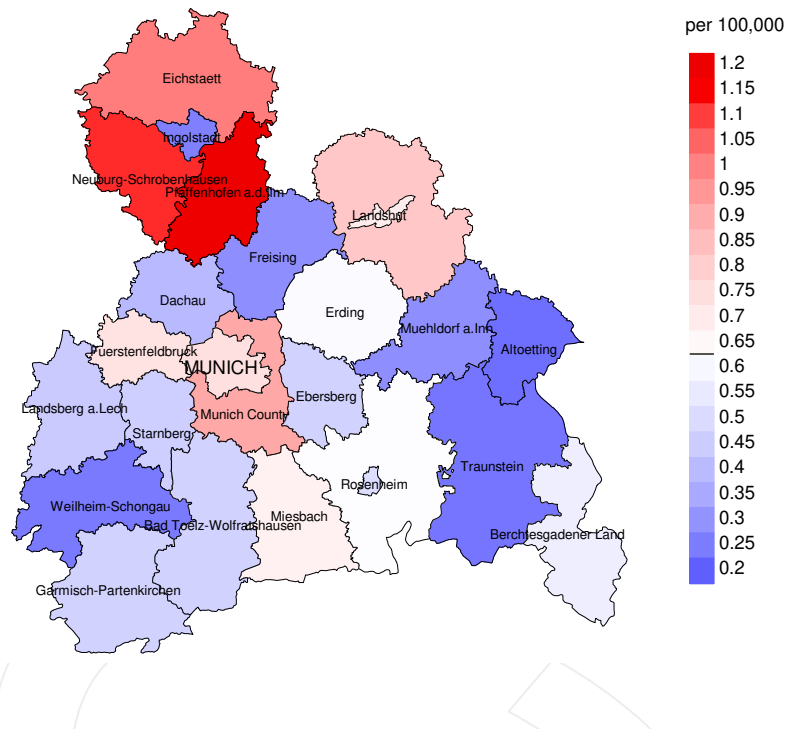 per 100,000
1.2
1.15
1.1
1.05
1
0.95
0.9
0.85
0.8
0.75
0.7
0.65
0.6
0.55
0.5
0.45
0.4
0.35
0.3
0.25
0.2
Eichstaett
Ingolstadt
Neuburg-Schrobenhausen
Pfaffenhofen a.d.Ilm
Landshut
Freising
Dachau
Erding
Muehldorf a.Inn
Altoetting
Fuerstenfeldbruck
MUNICH
Ebersberg
Landsberg a.Lech
Munich County
Starnberg
Traunstein
Rosenheim
Weilheim-Schongau
Miesbach
Bad Toelz-Wolfratshausen
Berchtesgadener Land
Garmisch-Partenkirchen